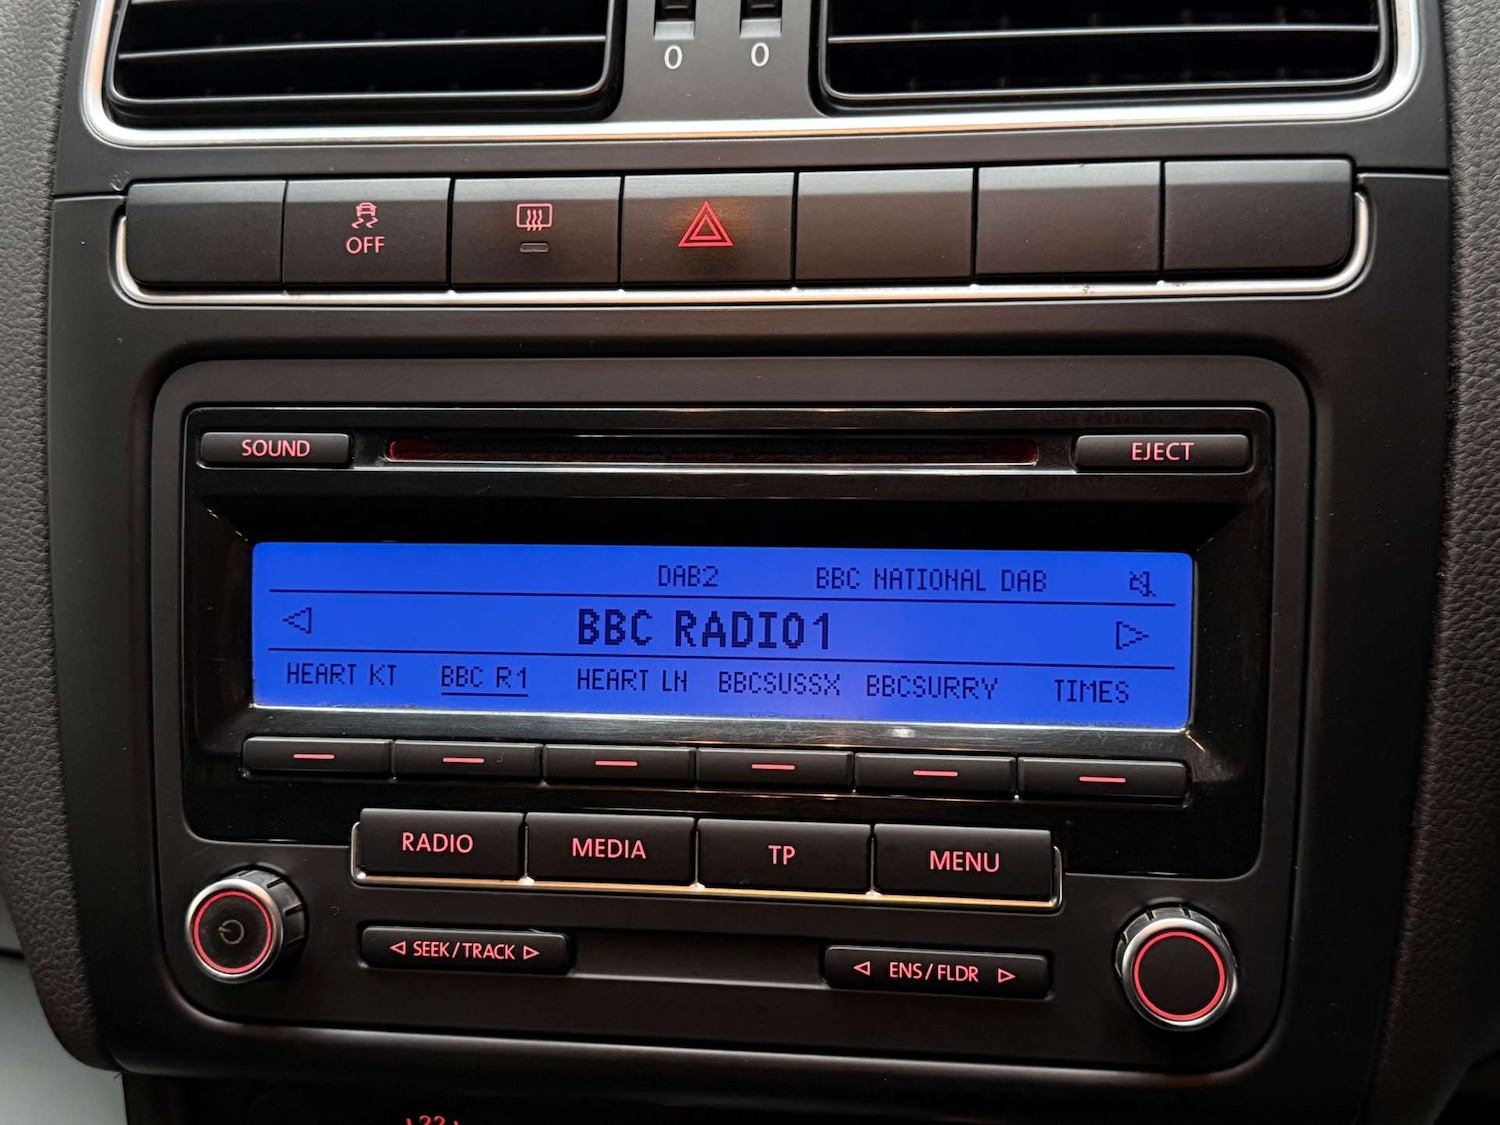 0 0
OFF
SOUND EJECT
DAB2 BBC NATIONAL DAB
BBC RADIO1
HEART KT BBC R1 HEART LN BBCSUSSX BBCSURRY TIMES
RADIO MEDIA TP MENU
SEEK/TRACK ENS/FLDR
22